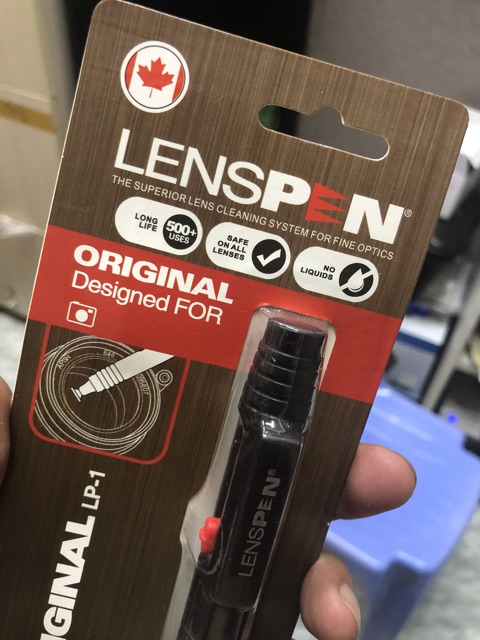 LENSPEN®
THE SUPERIOR LENS CLEANING SYSTEM FOR FINE OPTICS
LONG LIFE
500+ USES
SAFE ON ALL LENSES
NO LIQUIDS
ORIGINAL
Designed FOR
IGINAL LP-1
LENSPEN®